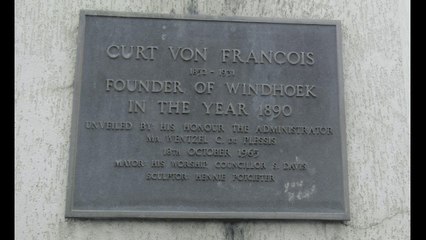 CURT VON FRANCOIS
1852 - 1931
FOUNDER OF WINDHOEK
IN THE YEAR 1890
UNVEILED BY HIS HONOUR THE ADMINISTRATOR
MR. WENTZEL C. DU PLESSIS
18TH OCTOBER 1965
MAYOR HIS WORSHIP COUNCILLOR S. DAVIS
SCULPTOR HENNIE POTGIETER